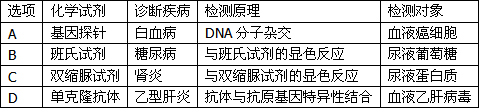 选项 化学试剂 诊断疾病 检测原理 检测对象
A 基因探针 白血病 DNA 分子杂交 血液癌细胞
B 班氏试剂 糖尿病 与班氏试剂的显色反应 尿液葡萄糖
C 双缩脲试剂 肾炎 与双缩脲试剂的显色反应 尿液蛋白质
D 单克隆抗体 乙型肝炎 抗体与抗原基因特异性结合 血液乙肝病毒